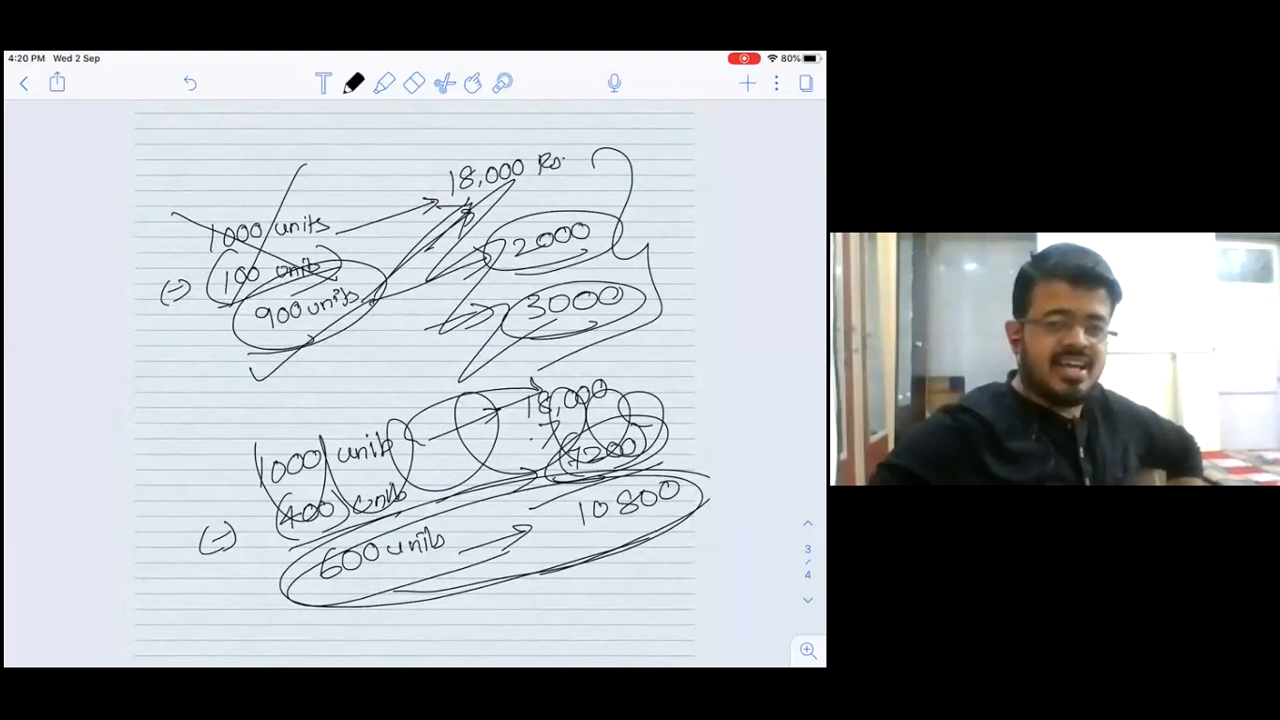 4:20 PM Wed 2 Sep
80%
T
18,000 Rs.
1000 units
2000
(-) 100 units
900 units
3000
18,000
1000 units
7200
(-) 400 units
10800
600 units
3
/
4